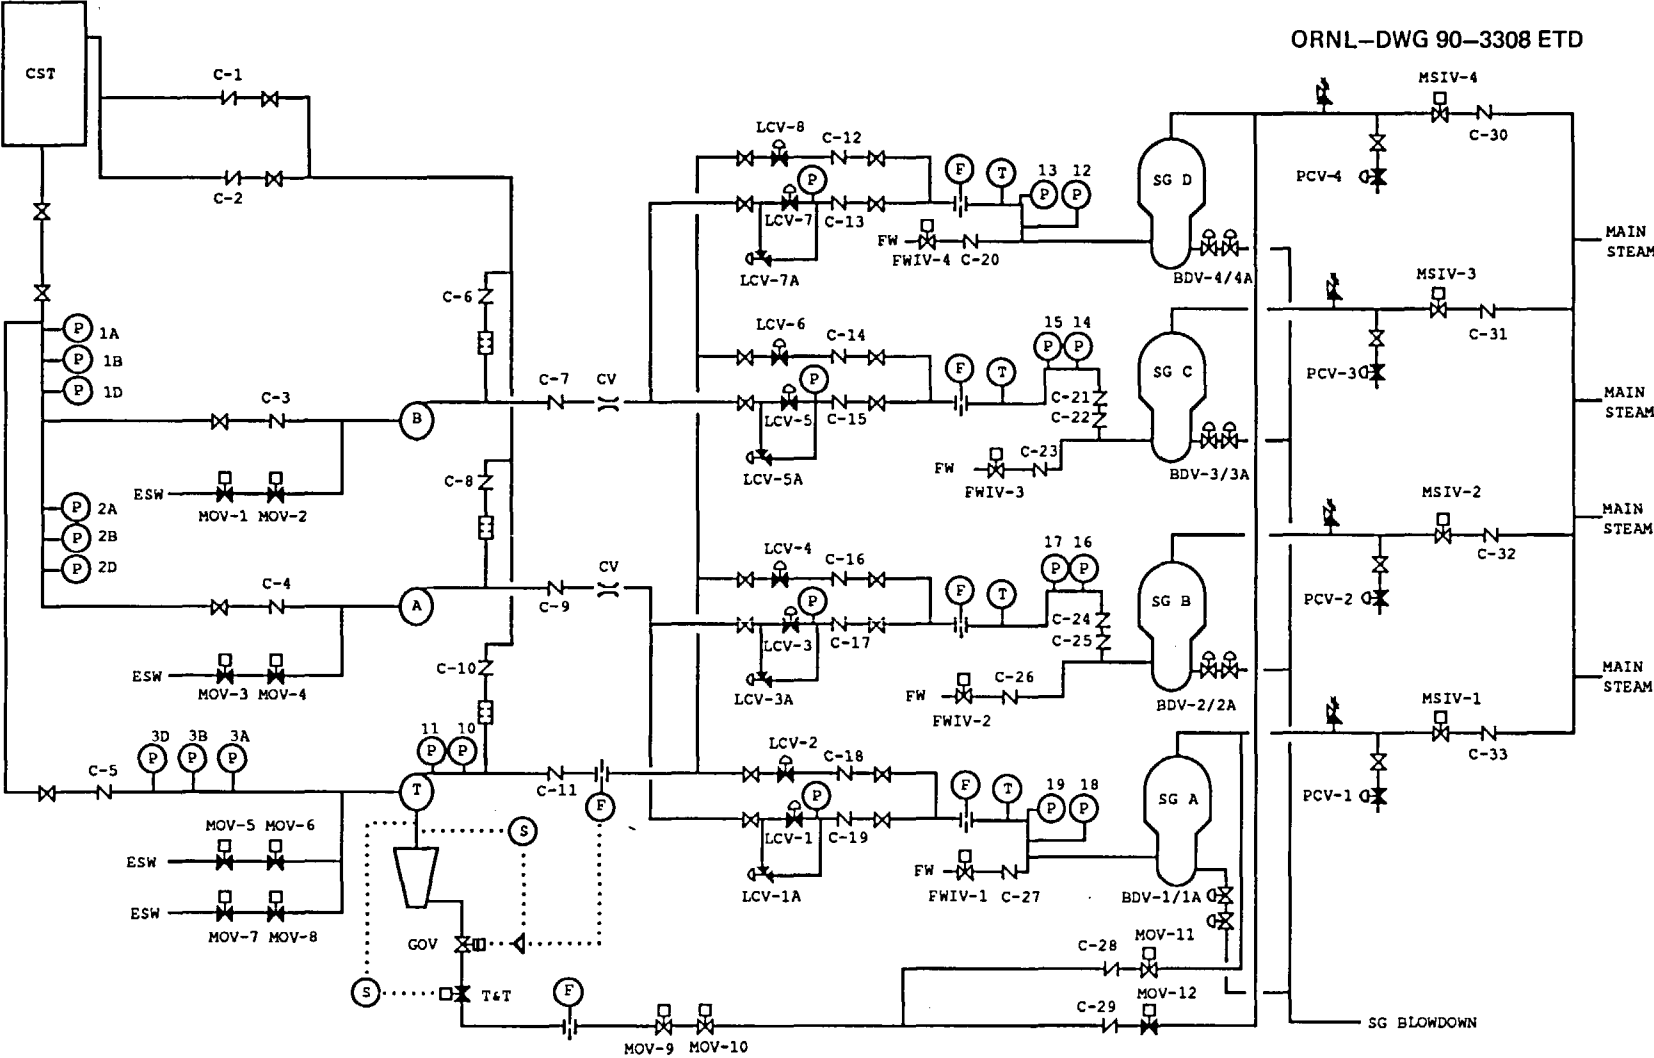 ORNL–DWG 90–3308 ETD
CST
C-1
C-2
MSIV-4
C-30
PCV-4
LCV-8
C-12
P
F
T
13
12
P
P
LCV-7
C-13
LCV-7A
FW
FWIV-4
C-20
SG D
BDV-4/4A
MAIN
STEAM
C-6
P
1A
P
1B
P
1D
C-3
B
C-7
CV
ESW
MOV-1
MOV-2
LCV-6
C-14
P
F
T
15
14
P
P
LCV-5
C-15
LCV-5A
C-21
C-22
C-23
FW
FWIV-3
SG C
BDV-3/3A
MSIV-3
C-31
PCV-3
MAIN
STEAM
C-8
P
2A
P
2B
P
2D
C-4
A
C-9
CV
ESW
MOV-3
MOV-4
LCV-4
C-16
P
F
T
17
16
P
P
LCV-3
C-17
LCV-3A
C-24
C-25
C-26
FW
FWIV-2
SG B
BDV-2/2A
MSIV-2
C-32
PCV-2
MAIN
STEAM
MAIN
STEAM
C-10
11
10
P
P
3D
3B
3A
P
P
P
C-5
T
C-11
F
MOV-5
MOV-6
ESW
ESW
MOV-7
MOV-8
S
GOV
S
T&T
F
MOV-9
MOV-10
LCV-2
C-18
P
F
T
19
18
P
P
LCV-1
C-19
LCV-1A
FW
FWIV-1
C-27
SG A
BDV-1/1A
MSIV-1
C-33
PCV-1
C-28
MOV-11
MOV-12
C-29
SG BLOWDOWN